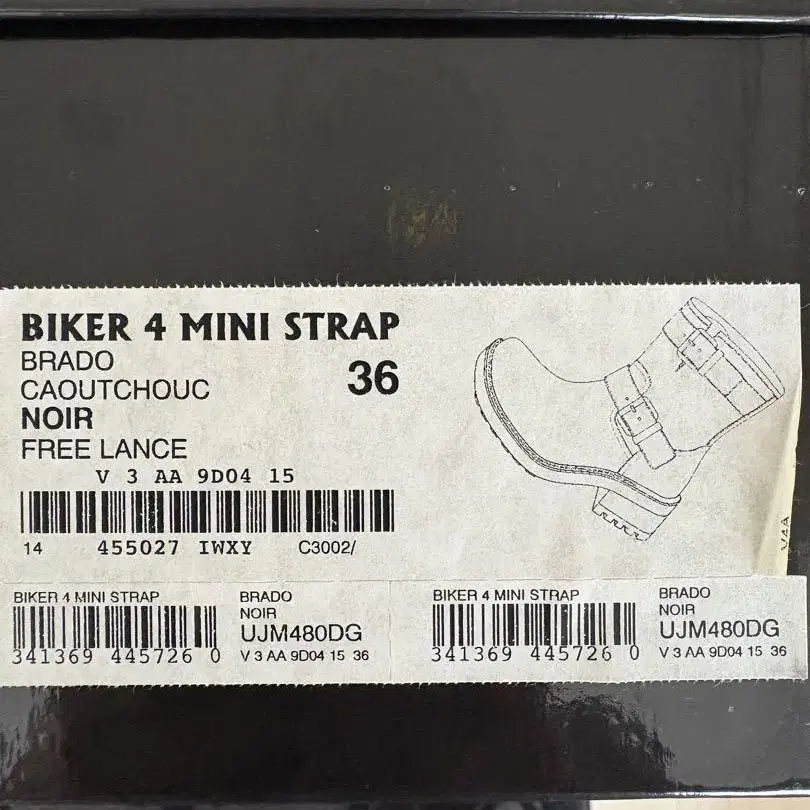 BIKER 4 MINI STRAP
BRADO
CAOUTCHOUC
36
NOIR
FREE LANCE
V 3 AA 9D04 15
14 455027 IWXY C3002/
V4A
BIKER 4 MINI STRAP
341369 445726 0
BRADO
NOIR
UJM480DG
V 3 AA 9D04 15 36
BIKER 4 MINI STRAP
341369 445726 0
BRADO
NOIR
UJM480DG
V 3 AA 9D04 15 36